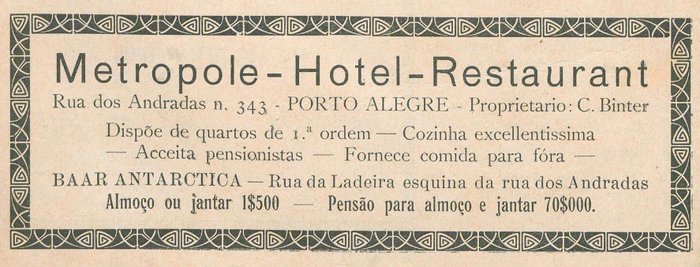 Metropole-Hotel-Restaurant
Rua dos Andradas n. 343 - PORTO ALEGRE - Proprietario: C. Binter
Dispõe de quartos de 1.ª ordem — Cozinha excellentissima
— Acceita pensionistas — Fornece comida para fóra —
BAAR ANTARCTICA — Rua da Ladeira esquina da rua dos Andradas
Almoço ou jantar 1$500 — Pensão para almoço e jantar 70$000.